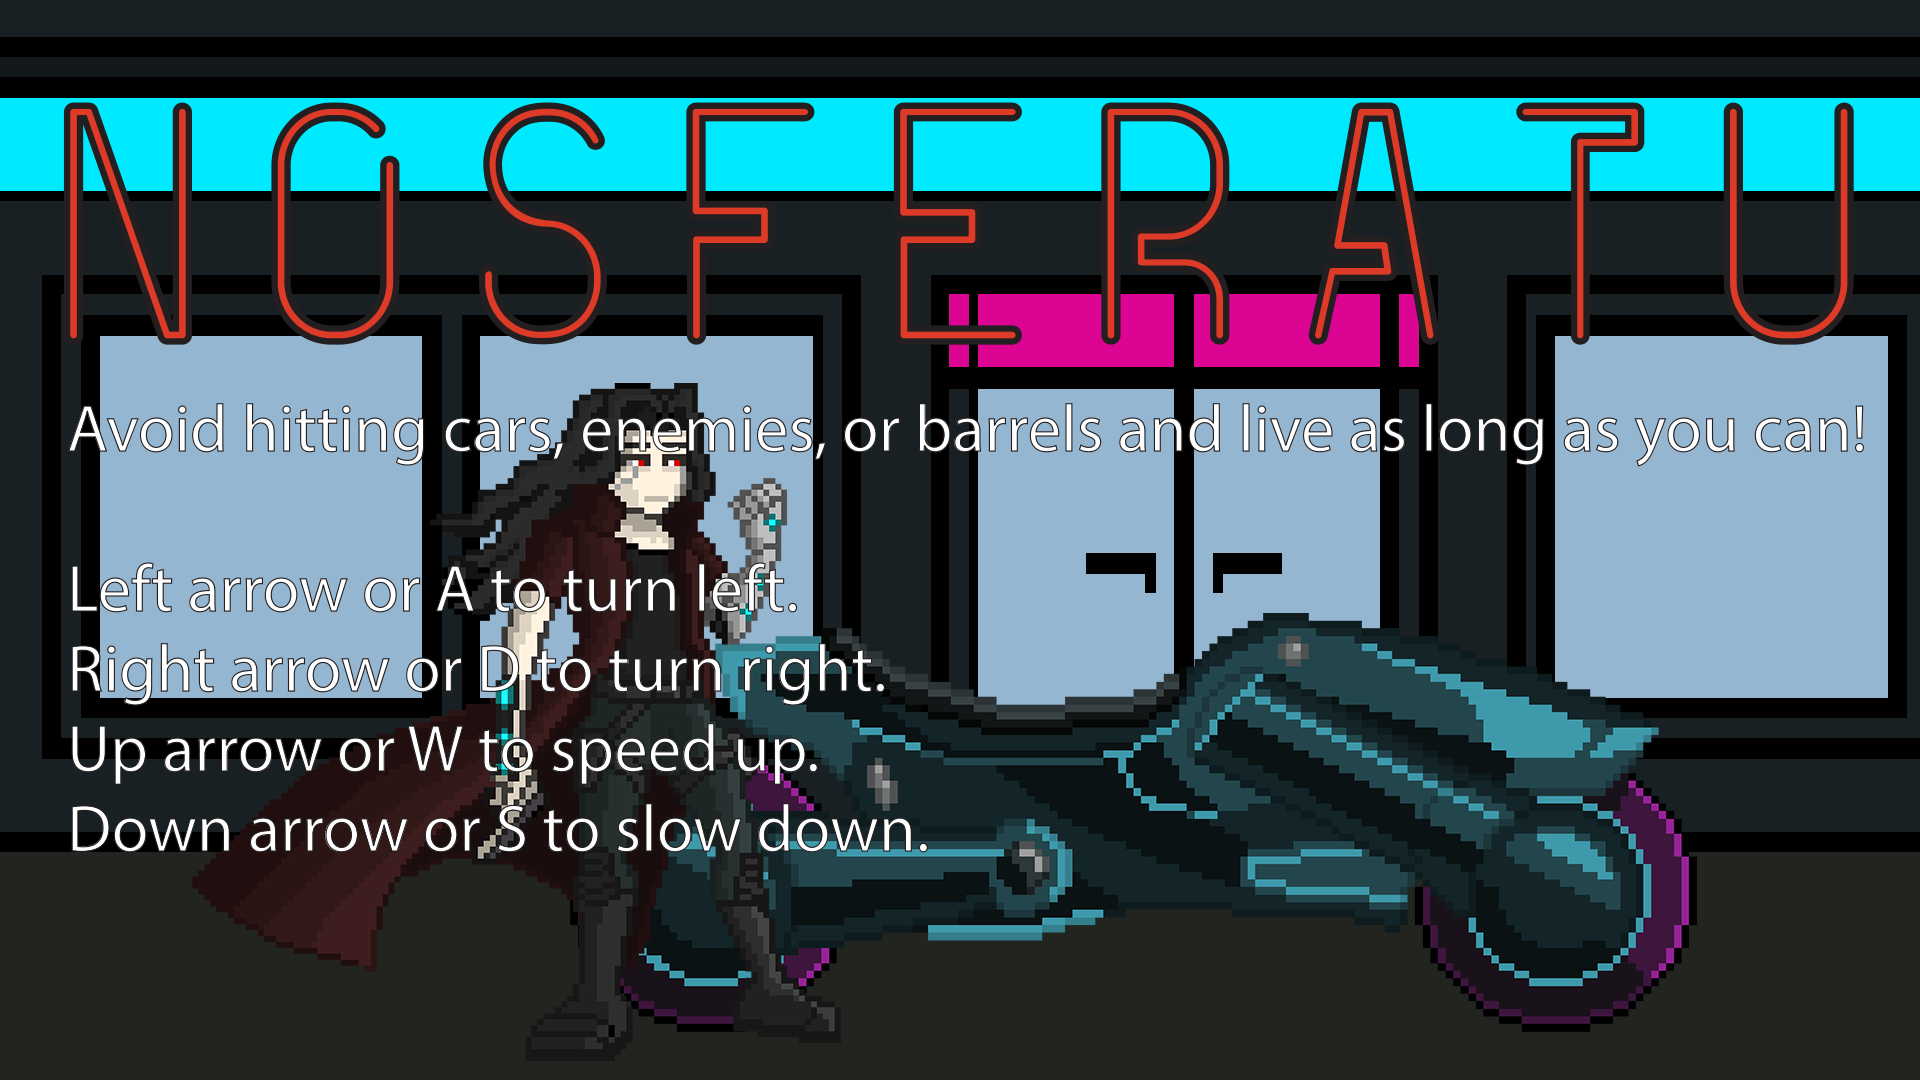 NOSFERATU
Avoid hitting cars, enemies, or barrels and live as long as you can!
Left arrow or A to turn left.
Right arrow or D to turn right.
Up arrow or W to speed up.
Down arrow or S to slow down.